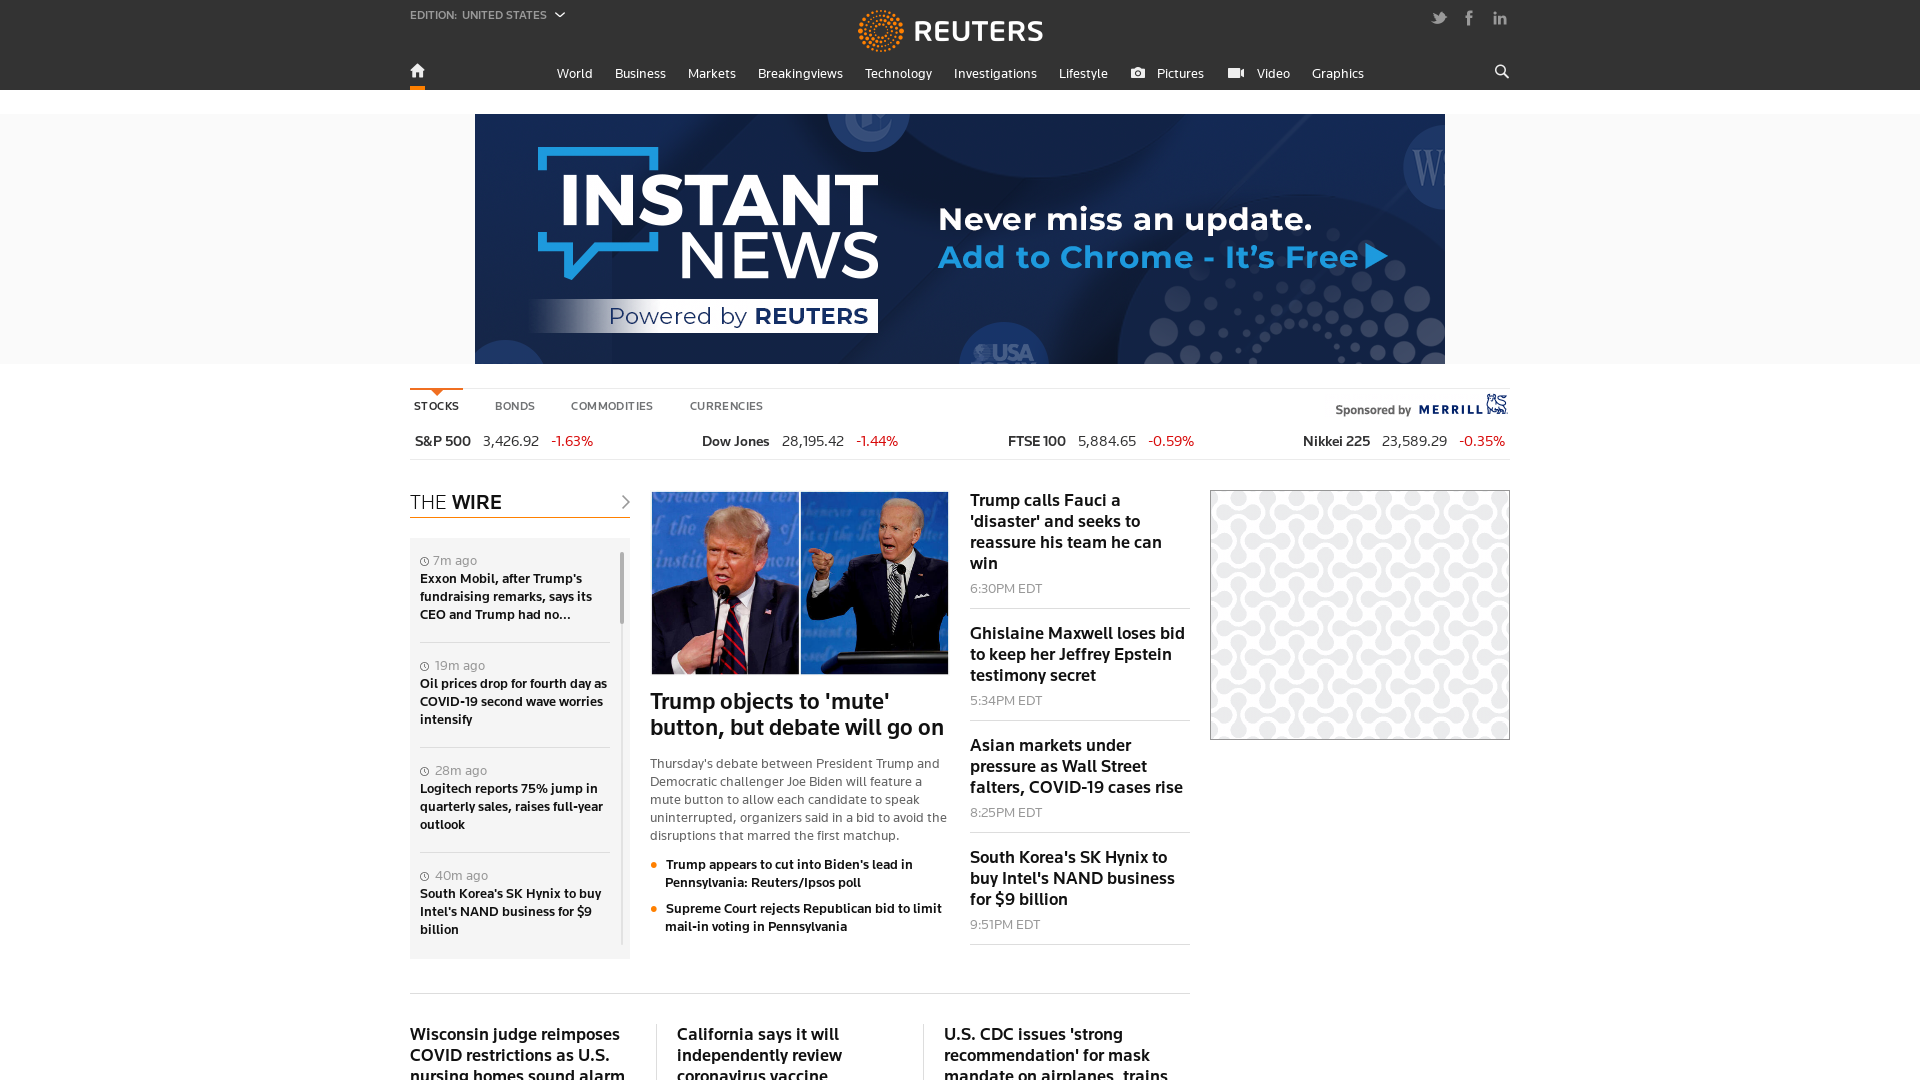 EDITION: UNITED STATES
REUTERS
World Business Markets Breakingviews Technology Investigations Lifestyle Pictures Video Graphics
INSTANT
NEWS
Powered by REUTERS
Never miss an update.
Add to Chrome - It's Free
USA
STOCKS BONDS COMMODITIES CURRENCIES
Sponsored by MERRILL
S&P 500 3,426.92 -1.63% Dow Jones 28,195.42 -1.44% FTSE 100 5,884.65 -0.59% Nikkei 225 23,589.29 -0.35%
THE WIRE
7m ago
Exxon Mobil, after Trump's
fundraising remarks, says its
CEO and Trump had no...
19m ago
Oil prices drop for fourth day as
COVID-19 second wave worries
intensify
28m ago
Logitech reports 75% jump in
quarterly sales, raises full-year
outlook
40m ago
South Korea's SK Hynix to buy
Intel's NAND business for $9
billion
Trump objects to 'mute'
button, but debate will go on
Thursday's debate between President Trump and
Democratic challenger Joe Biden will feature a
mute button to allow each candidate to speak
uninterrupted, organizers said in a bid to avoid the
disruptions that marred the first matchup.
Trump appears to cut into Biden's lead in
Pennsylvania: Reuters/Ipsos poll
Supreme Court rejects Republican bid to limit
mail-in voting in Pennsylvania
Trump calls Fauci a
'disaster' and seeks to
reassure his team he can
win
6:30PM EDT
Ghislaine Maxwell loses bid
to keep her Jeffrey Epstein
testimony secret
5:34PM EDT
Asian markets under
pressure as Wall Street
falters, COVID-19 cases rise
8:25PM EDT
South Korea's SK Hynix to
buy Intel's NAND business
for $9 billion
9:51PM EDT
Wisconsin judge reimposes
COVID restrictions as U.S.
nursing homes sound alarm
California says it will
independently review
coronavirus vaccine
U.S. CDC issues 'strong
recommendation' for mask
mandate on airplanes, trains